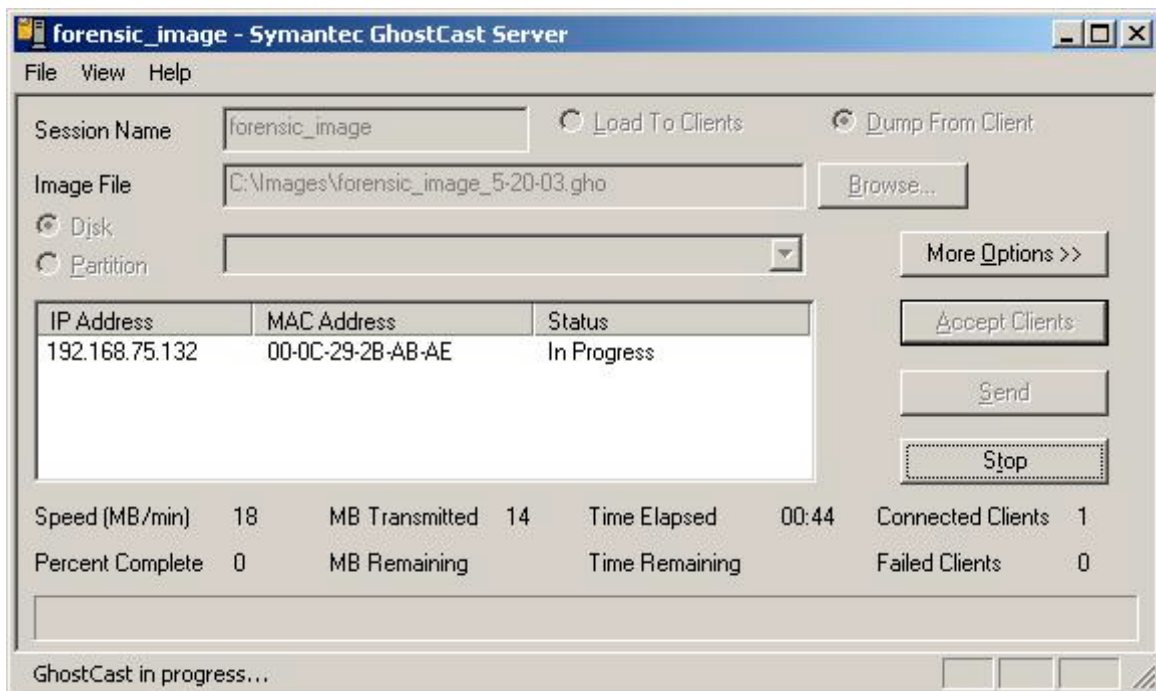 forensic_image - Symantec GhostCast Server
File View Help
Session Name forensic_image Load To Clients Dump From Client
Image File C:\Images\forensic_image_5-20-03.gho Browse...
Disk
Partition
More Options >>
IP Address MAC Address Status
192.168.75.132 00-0C-29-2B-AB-AE In Progress
Accept Clients
Send
Stop
Speed (MB/min) 18 MB Transmitted 14 Time Elapsed 00:44 Connected Clients 1
Percent Complete 0 MB Remaining Time Remaining Failed Clients 0
GhostCast in progress...